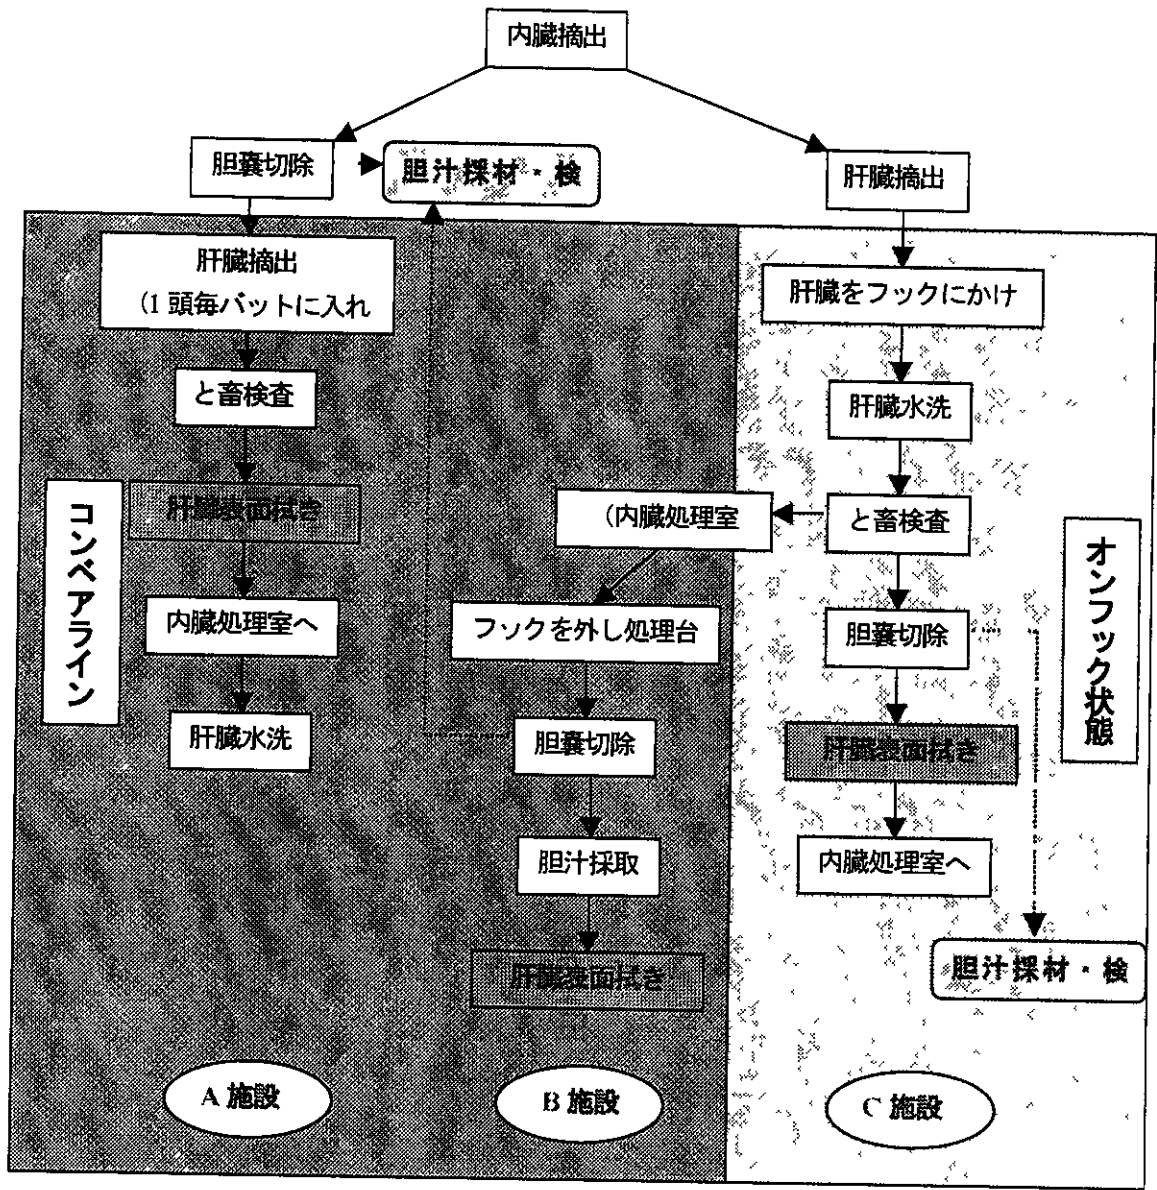 内臓摘出
胆嚢切除
胆汁採材・検
肝臓摘出
肝臓摘出
(1 頭毎バットに入れ
と畜検査
肝臓表面拭き
内臓処理室へ
肝臓水洗
コンベアライン
肝臓をフックにかけ
肝臓水洗
と畜検査
(内臓処理室
フックを外し処理台
胆嚢切除
胆汁採取
肝臓表面拭き
胆嚢切除
肝臓表面拭き
内臓処理室へ
胆汁採材・検
オンフック状態
A 施設
B 施設
C 施設